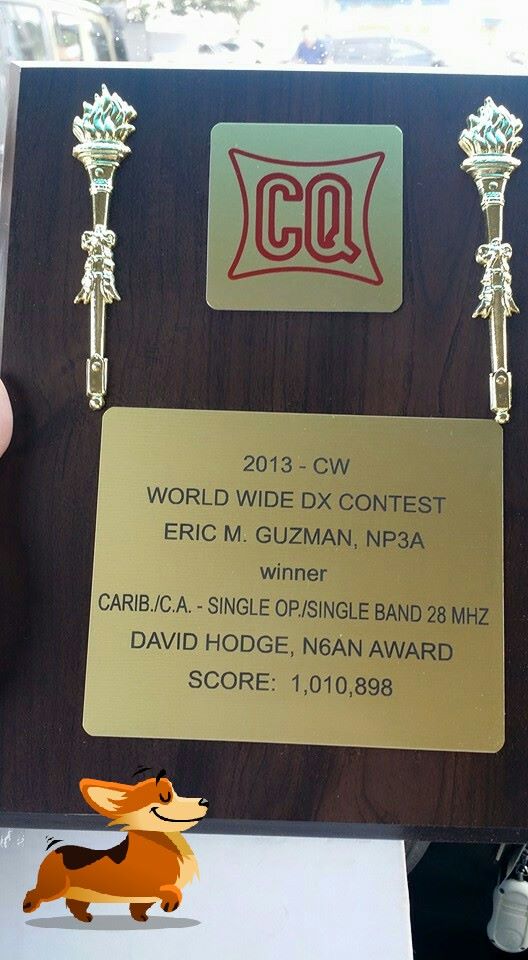 CQ
2013 - CW
WORLD WIDE DX CONTEST
ERIC M. GUZMAN, NP3A
winner
CARIB./C.A. - SINGLE OP./SINGLE BAND 28 MHZ
DAVID HODGE, N6AN AWARD
SCORE: 1,010,898